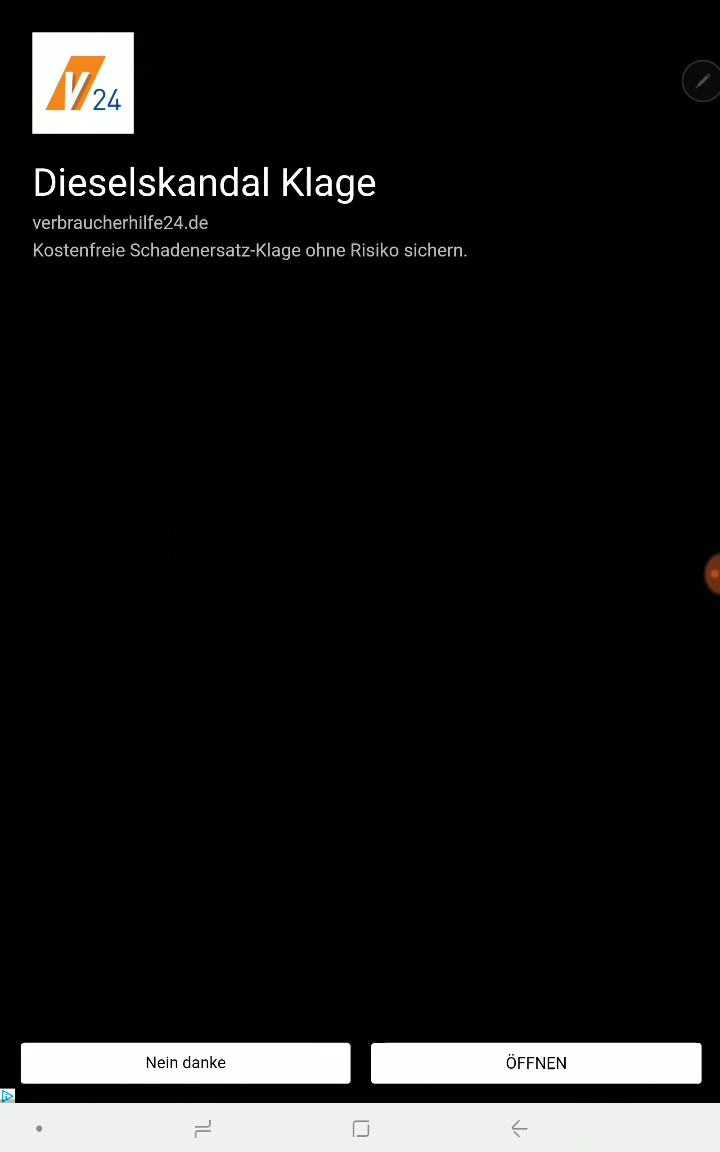 V24
Dieselskandal Klage
verbraucherhilfe24.de
Kostenfreie Schadenersatz-Klage ohne Risiko sichern.
Nein danke
ÖFFNEN